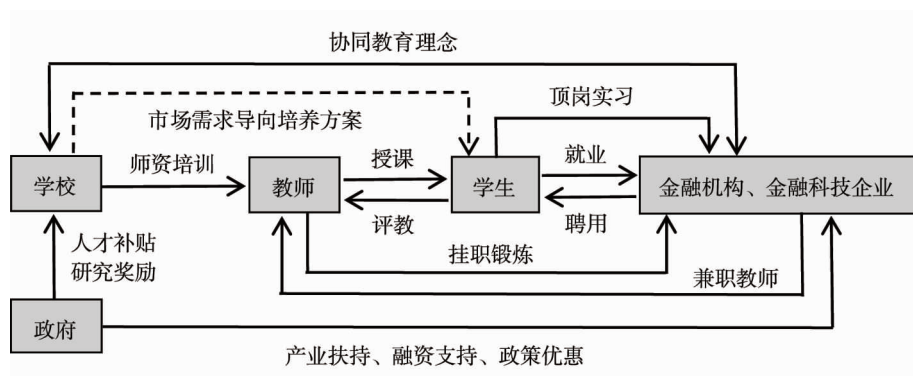 协同教育理念
顶岗实习
市场需求导向培养方案
师资培训
授课
就业
学校
教师
学生
金融机构、金融科技企业
评教
聘用
人才补贴
研究奖励
挂职锻炼
兼职教师
政府
产业扶持、融资支持、政策优惠